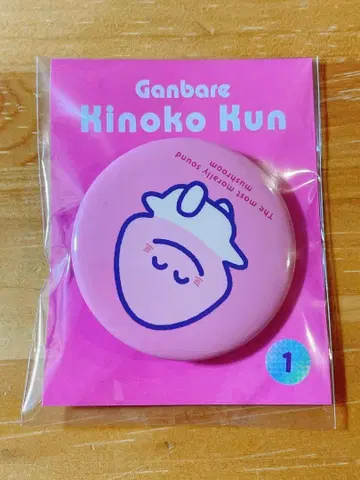 Ganbare
Kinoko Kun
The most morally sound
mushroom
1